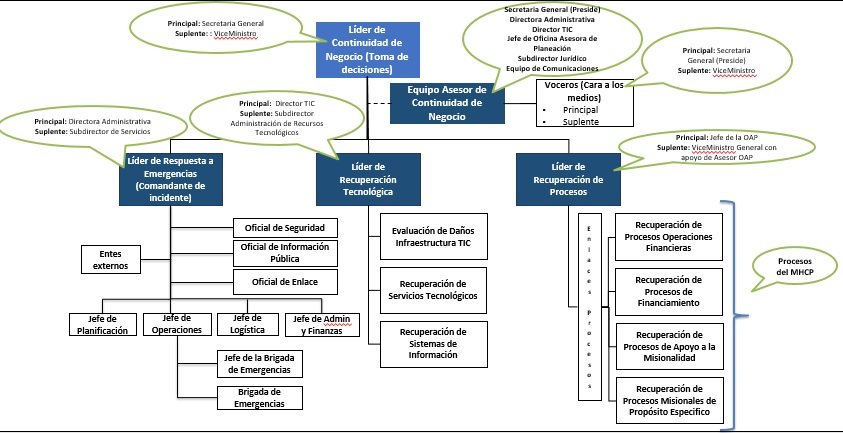 Principal: Secretaria General
Suplente: : ViceMinistro
Líder de
Continuidad de
Negocio (Toma de
decisiones)
Secretaria General (Preside)
Directora Administrativa
Director TIC
Jefe de Oficina Asesora de
Planeación
Subdirector Jurídico
Equipo de Comunicaciones
Principal: Secretaria
General (Preside)
Suplente: ViceMinistro
Equipo Asesor de
Continuidad de
Negocio
Voceros (Cara a los
medios)
• Principal
• Suplente
Principal: Directora Administrativa
Suplente: Subdirector de Servicios
Principal: Director TIC
Suplente: Subdirector
Administración de Recursos
Tecnológicos
Principal: Jefe de la OAP
Suplente: ViceMinistro General con
apoyo de Asesor OAP
Líder de Respuesta a
Emergencias
(Comandante de
incidente)
Líder de
Recuperación
Tecnológica
Líder de
Recuperación de
Procesos
Oficial de Seguridad
Oficial de Información
Pública
Oficial de Enlace
Entes
externos
Jefe de
Planificación
Jefe de
Operaciones
Jefe de
Logística
Jefe de Admin
y Finanzas
Jefe de la Brigada
de Emergencias
Brigada de
Emergencias
Evaluación de Daños
Infraestructura TIC
Recuperación de
Servicios Tecnológicos
Recuperación de
Sistemas de
Información
E
n
l
a
c
e
s
P
r
o
c
e
s
o
s
Recuperación de
Procesos Operaciones
Financieras
Recuperación de
Procesos de
Financiamiento
Recuperación de
Procesos de Apoyo a la
Misionalidad
Recuperación de
Procesos Misionales de
Propósito Especifico
Procesos
del MHCP